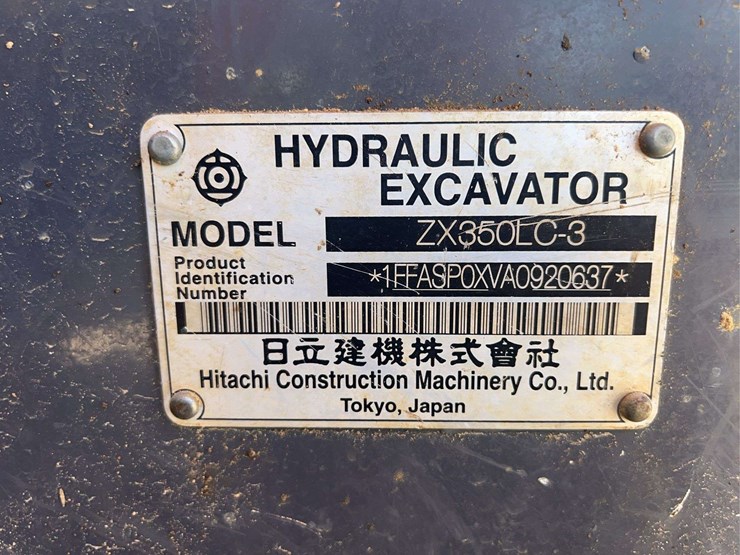 HYDRAULIC
EXCAVATOR
MODEL ZX350LC-3
Product
Identification
Number
*1FFASP0XVA0920637*
日立建機株式會社
Hitachi Construction Machinery Co., Ltd.
Tokyo, Japan